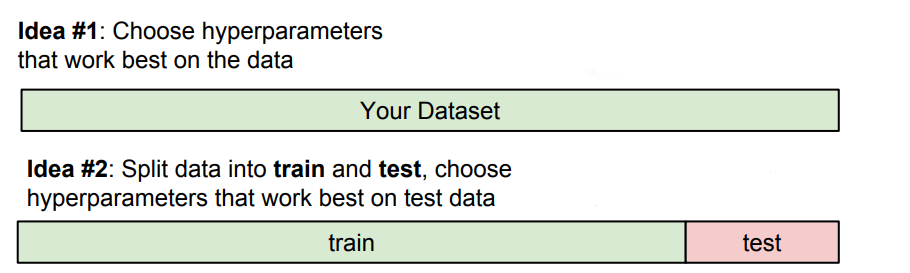 Idea #1: Choose hyperparameters
that work best on the data
Your Dataset
Idea #2: Split data into train and test, choose
hyperparameters that work best on test data
train
test